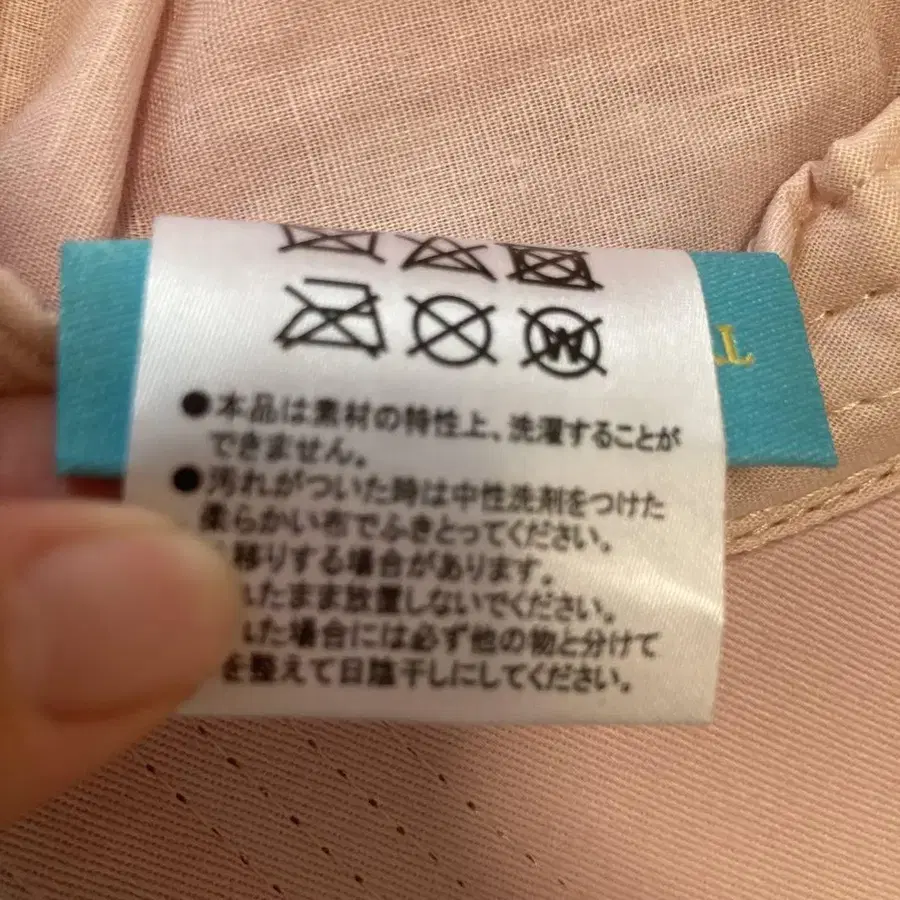 ●本品は素材の特性上、洗濯することが
できません。
●汚れがついた時は中性洗剤をつけた
柔らかい布でふきとってください。
移りする場合があります。
れたまま放置しないでください。
れた場合には必ず他の物と分けて
を整えて日陰干しにしてください。